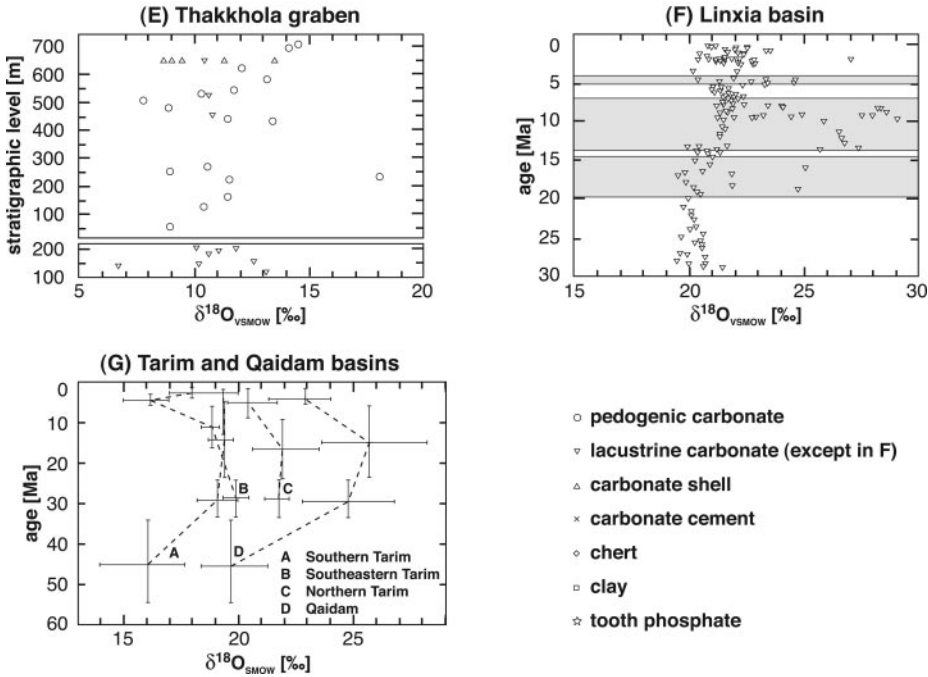 (E) Thakkhola graben
700
600
500
400
300
200
100
200
100
stratigraphic level [m]
5 10 15 20
δ18OVSMOW [‰]
(F) Linxia basin
0
5
10
15
20
25
30
age [Ma]
15 20 25 30
δ18OVSMOW [‰]
(G) Tarim and Qaidam basins
0
10
20
30
40
50
60
age [Ma]
B C
A D
A Southern Tarim
B Southeastern Tarim
C Northern Tarim
D Qaidam
15 20 25
δ18OSMOW [‰]
pedogenic carbonate
lacustrine carbonate (except in F)
carbonate shell
carbonate cement
chert
clay
tooth phosphate